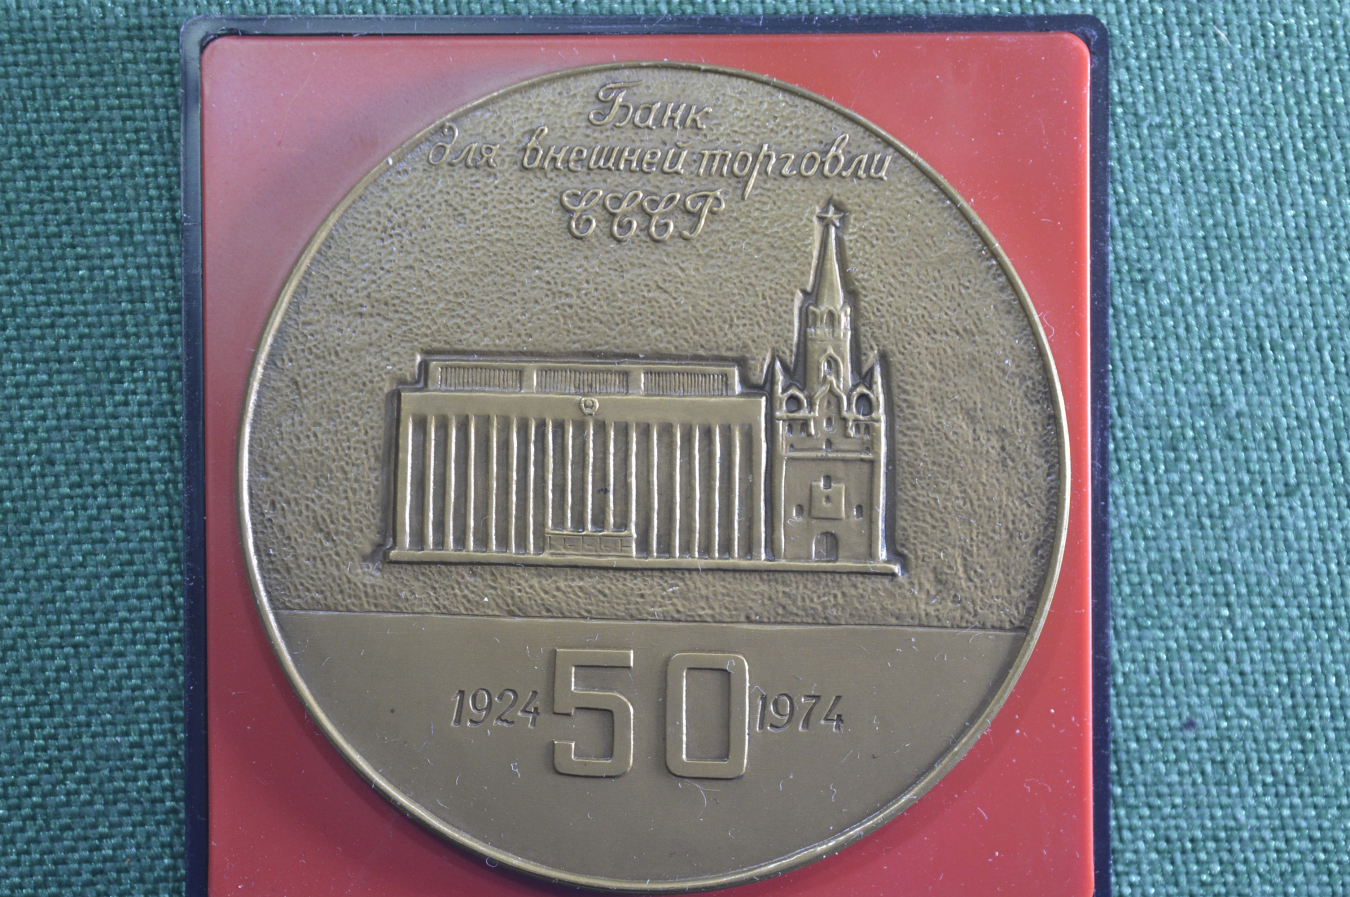 Банк
для внешней торговли
СССР
1924 50 1974